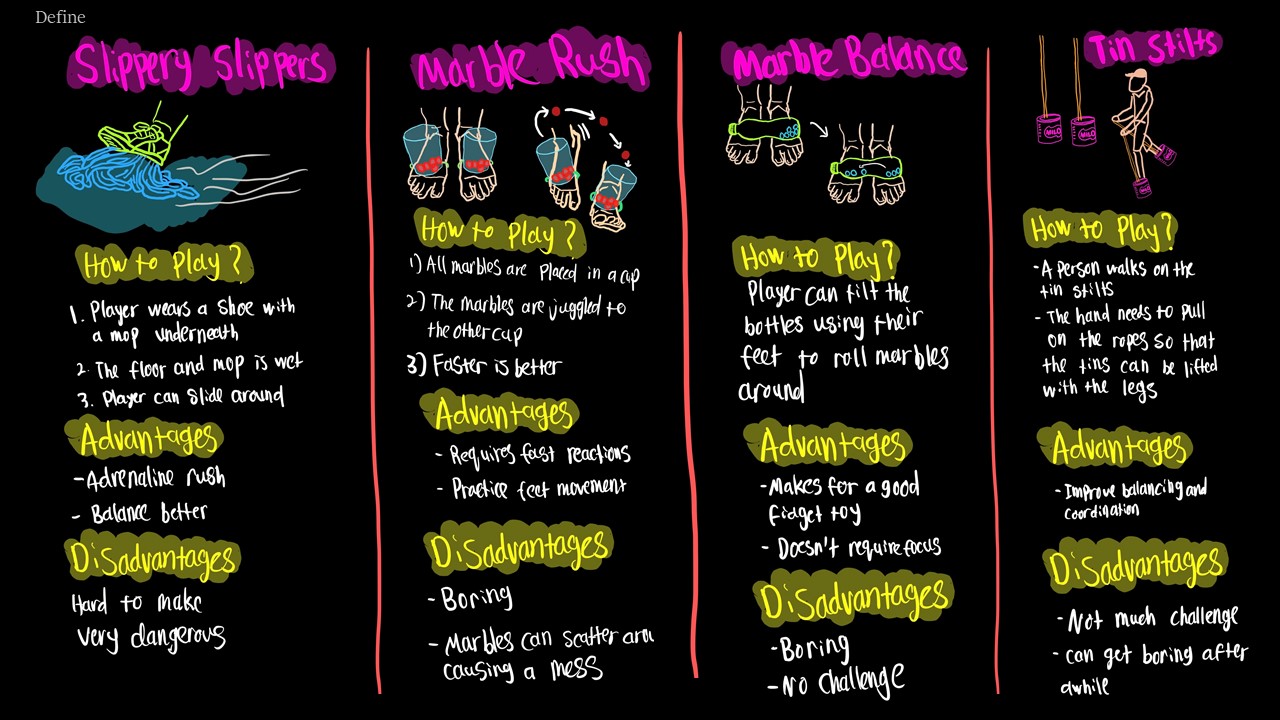 Define
Slippery Slippers
How to Play?
1. Player wears a shoe with
a mop underneath
2. The floor and mop is wet
3. Player can slide around
Advantages
- Adrenaline rush
- Balance better
Disadvantages
Hard to make
very dangerous
Marble Rush
How to Play?
1) All marbles are placed in a cup
2) The marbles are juggled to
the other cup
3) Faster is better
Advantages
- Requires fast reactions
- Practice feet movement
Disadvantages
- Boring
- Marbles can scatter arou
causing a mess
Marble Balance
How to Play?
Player can tilt the
bottles using their
feet to roll marbles
around
Advantages
- Makes for a good
fidget toy
- Doesn't require focus
Disadvantages
- Boring
- No challenge
Tin Stilts
MILO
MILO
How to Play?
- A person walks on the
tin stilts
- The hand needs to pull
on the ropes so that
the tins can be lifted
with the legs
Advantages
- Improve balancing and
coordination
Disadvantages
- Not much challenge
- can get boring after
awhile